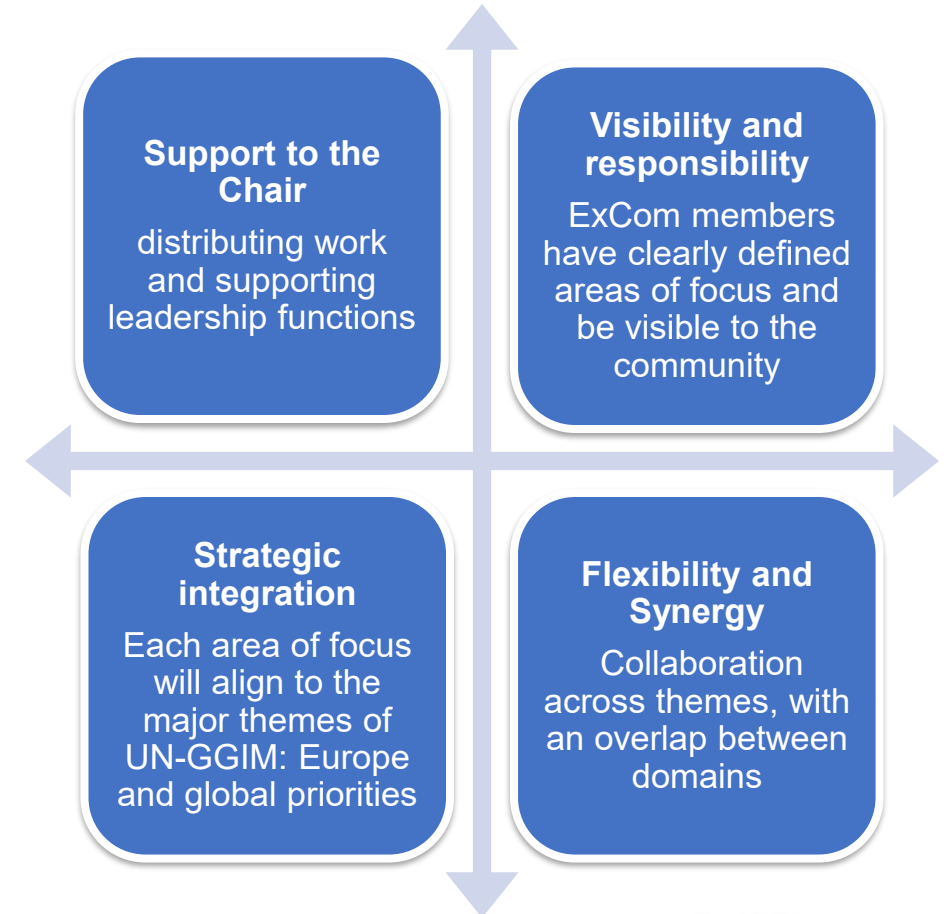 Support to the
Chair
distributing work
and supporting
leadership functions
Visibility and
responsibility
ExCom members
have clearly defined
areas of focus and
be visible to the
community
Strategic
integration
Each area of focus
will align to the
major themes of
UN-GGIM: Europe
and global priorities
Flexibility and
Synergy
Collaboration
across themes, with
an overlap between
domains